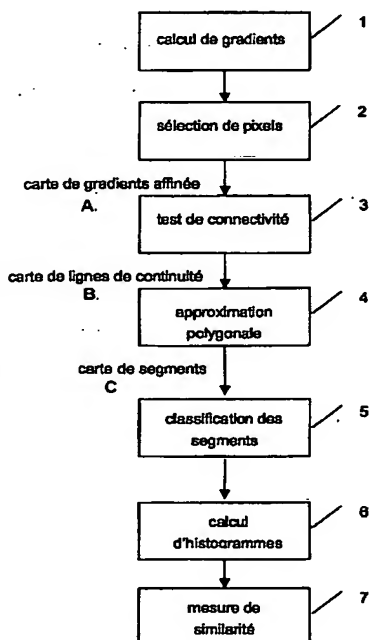 calcul de gradients
1
sélection de pixels
2
carte de gradients affinée
A.
test de connectivité
3
carte de lignes de continuité
B.
approximation
polygonale
4
carte de segments
C
classification des
segments
5
calcul
d'histogrammes
6
mesure de
similarité
7